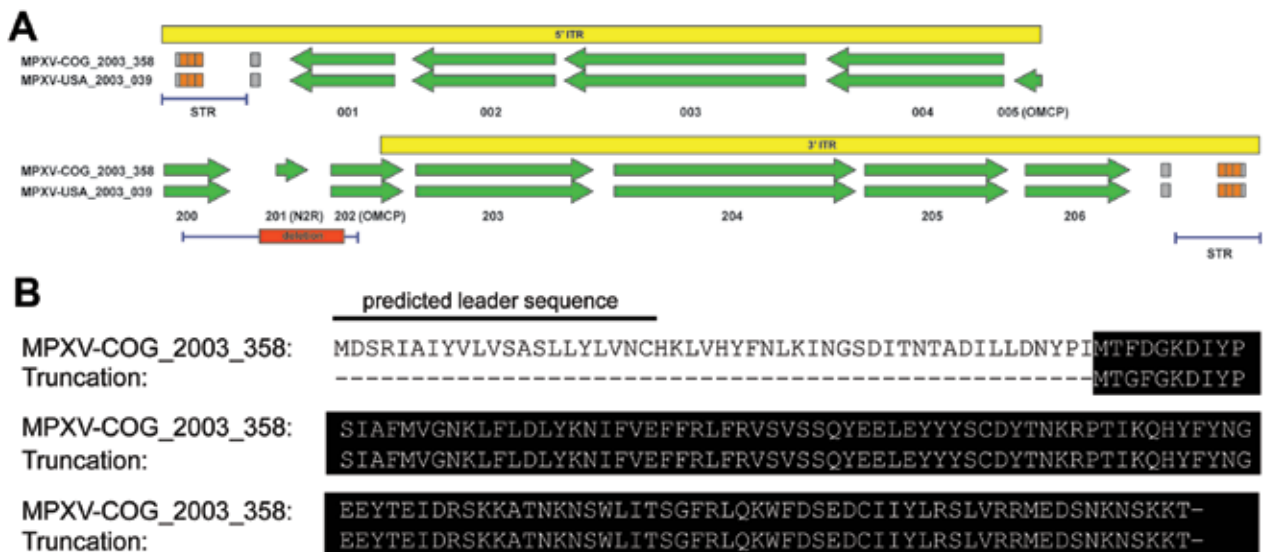 A
5' ITR
MPXV-COG_2003_358
MPXV-USA_2003_039
STR 001 002 003 004 005 (OMCP)
3' ITR
MPXV-COG_2003_358
MPXV-USA_2003_039
200 201 (N2R) 202 (OMCP) 203 204 205 206
deletion
STR
B
predicted leader sequence
MPXV-COG_2003_358: MDSRIAIYVLVSASLLYLVNCHKLVHYFNLKINGSDITNTADILLDNYPIMTFDGKDIYP
Truncation: --------------------------------------------------MTGFGKDIYP
MPXV-COG_2003_358: SIAFMVGNKLFLDLYKNIFVEFFRLFRVSVSSQYEELEYYYSCDYTNKRPTIKQHYFYNG
Truncation: SIAFMVGNKLFLDLYKNIFVEFFRLFRVSVSSQYEELEYYYSCDYTNKRPTIKQHYFYNG
MPXV-COG_2003_358: EEYTEIDRSKKATNKNSWLITSGFRLQKWFDSEDCIIYLRSLVRRMEDSNKNSKKT-
Truncation: EEYTEIDRSKKATNKNSWLITSGFRLQKWFDSEDCIIYLRSLVRRMEDSNKNSKKT-